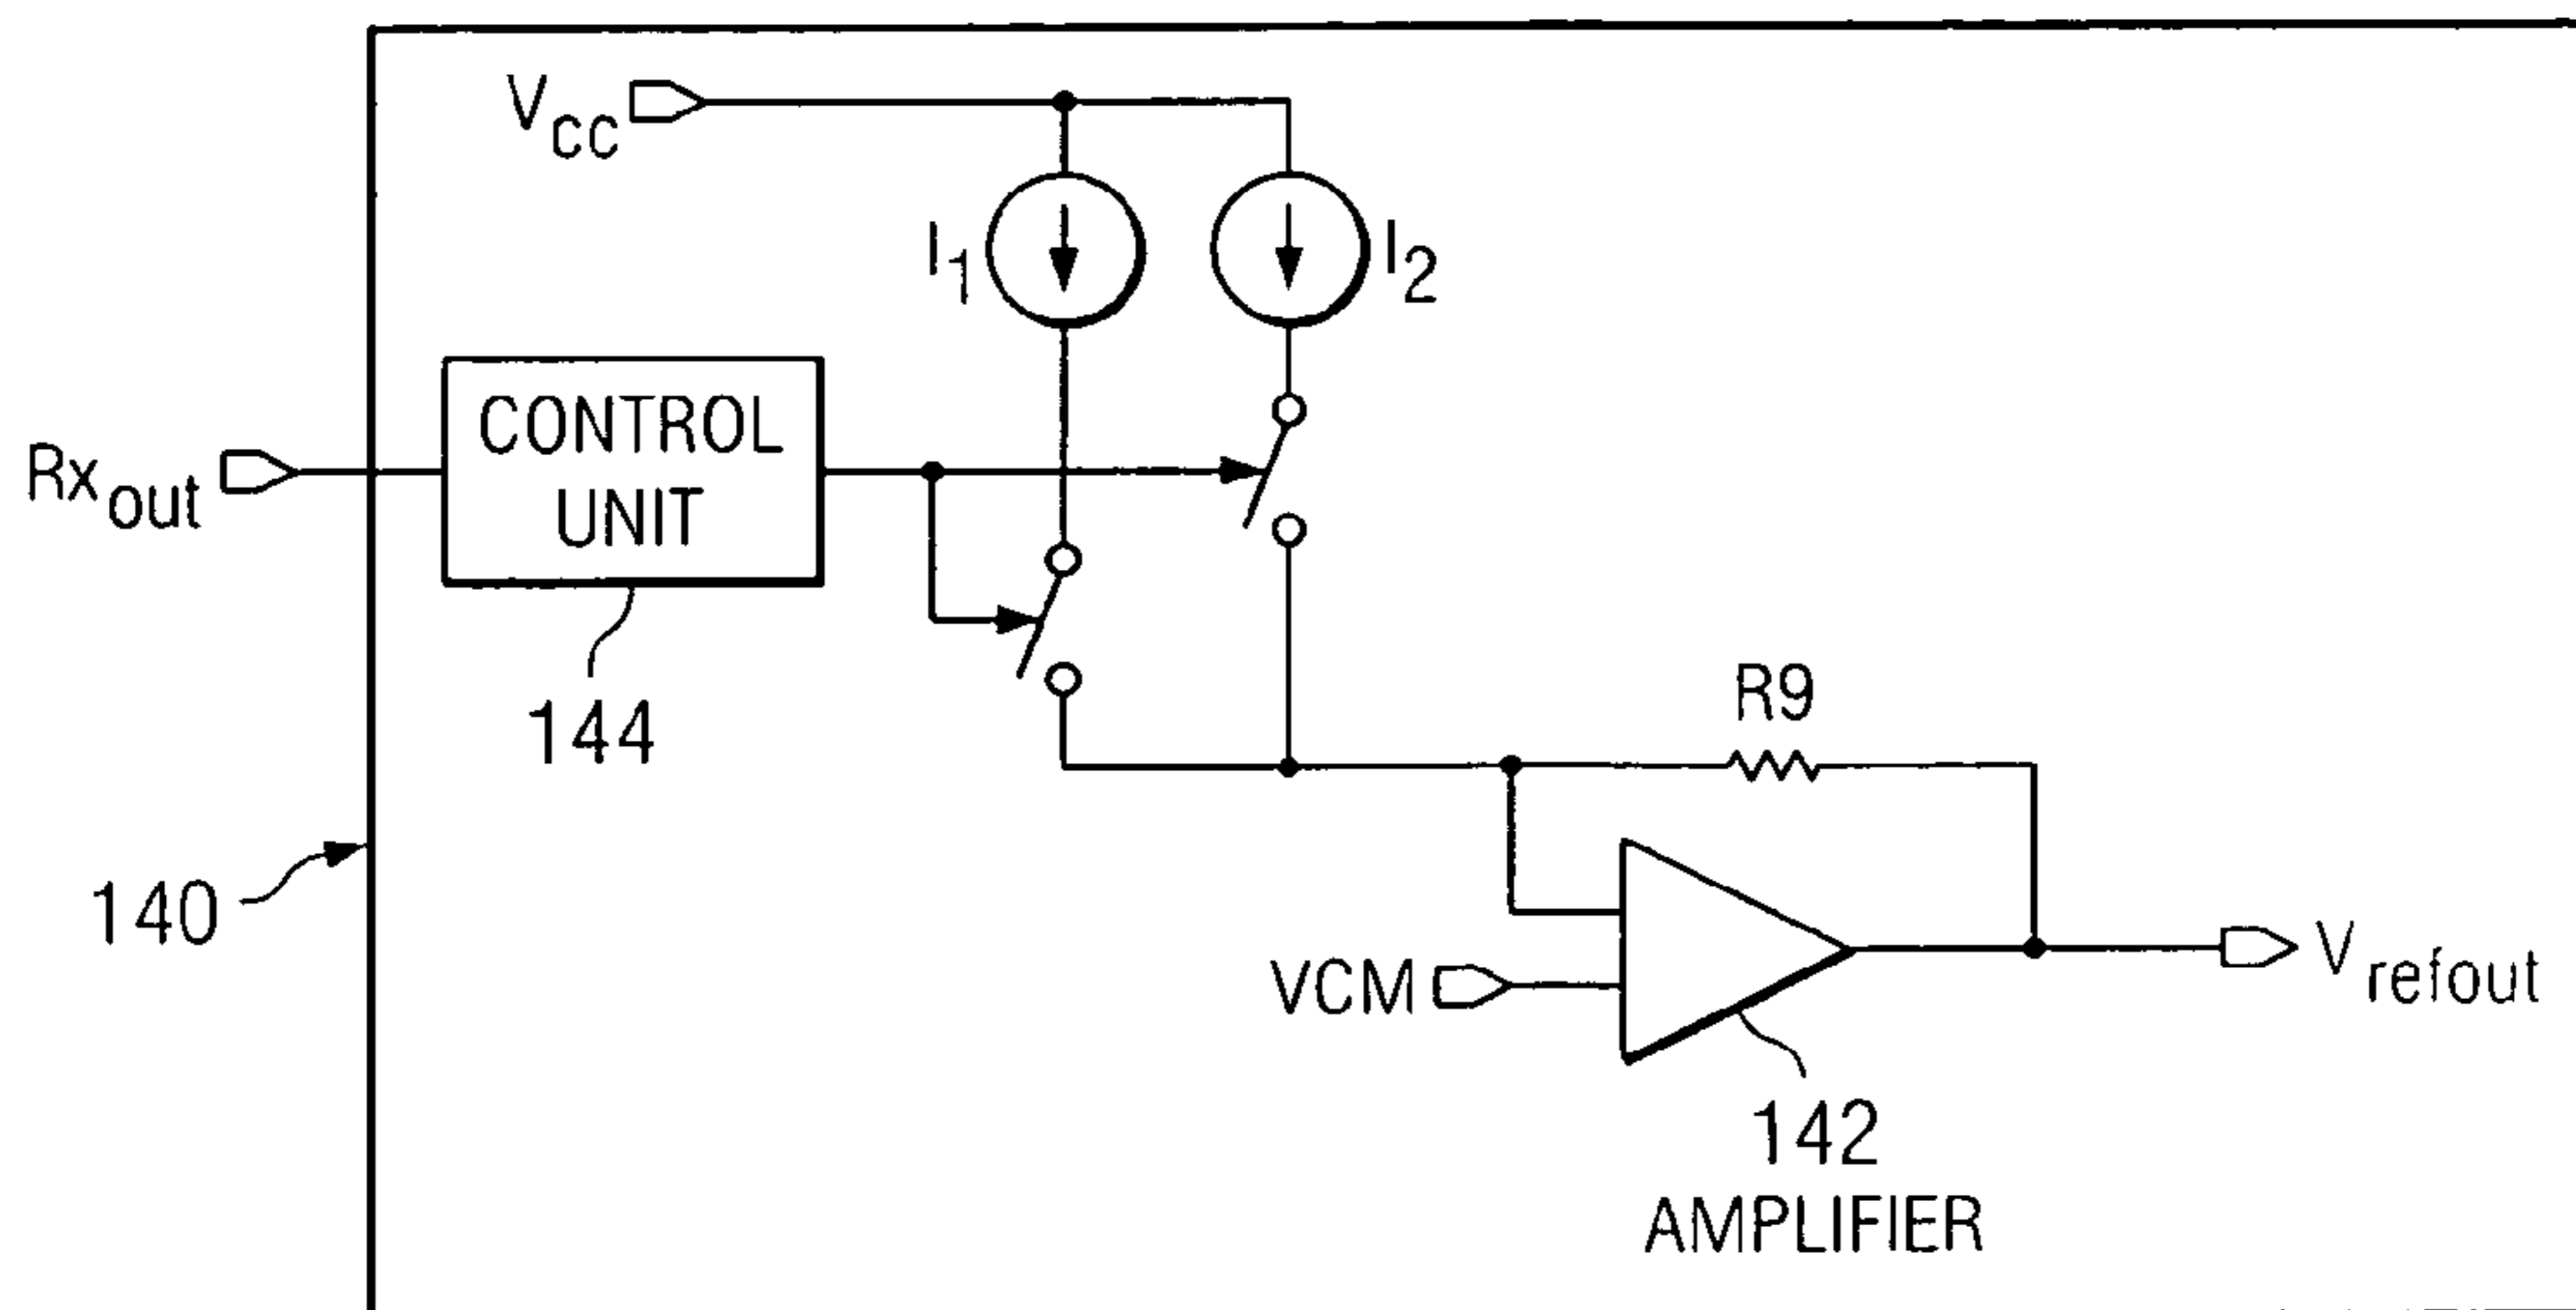 Vcc
I1
I2
Rxout
CONTROL
UNIT
144
R9
140
VCM
Vrefout
142
AMPLIFIER